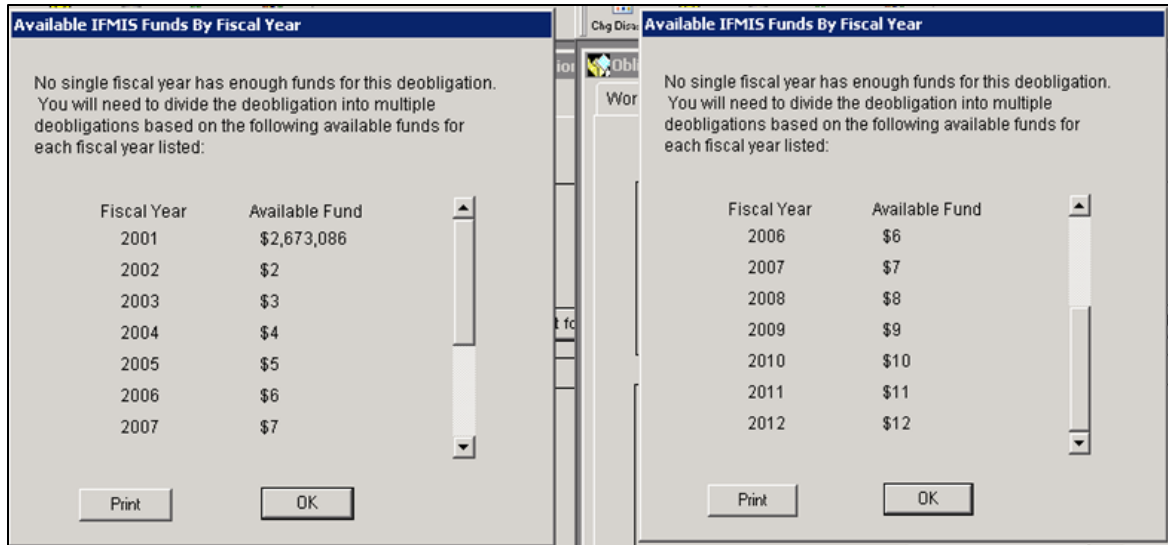 Available IFMIS Funds By Fiscal Year
No single fiscal year has enough funds for this deobligation.
You will need to divide the deobligation into multiple
deobligations based on the following available funds for
each fiscal year listed:
Fiscal Year Available Fund
2001 $2,673,086
2002 $2
2003 $3
2004 $4
2005 $5
2006 $6
2007 $7
Print OK
Chg Disa
Obli
Wor
Available IFMIS Funds By Fiscal Year
No single fiscal year has enough funds for this deobligation.
You will need to divide the deobligation into multiple
deobligations based on the following available funds for
each fiscal year listed:
Fiscal Year Available Fund
2006 $6
2007 $7
2008 $8
2009 $9
2010 $10
2011 $11
2012 $12
Print OK